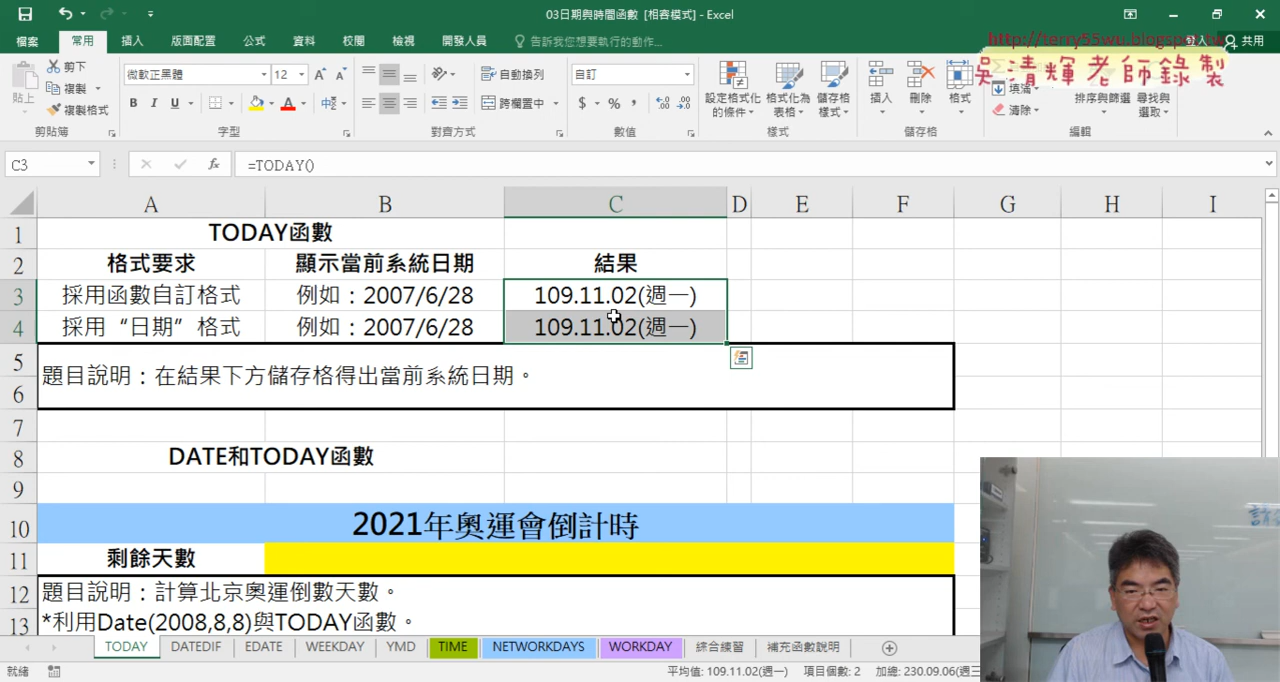 03日期與時間函數 [相容模式] - Excel
檔案 常用 插入 版面配置 公式 資料 校閱 檢視 開發人員 告訴我您想要執行的動作... 登入 共用
http://terry55wu.blogspot.tw
吳清輝老師錄製
貼上 剪下 複製 複製格式 剪貼簿
微軟正黑體 12 B I U 字型
自動換列 跨欄置中 對齊方式
自訂 $ % 數值
設定格式化的條件 格式化為表格 儲存格樣式 樣式
插入 刪除 格式 儲存格
填滿 清除 排序與篩選 尋找與選取 編輯
C3 fx =TODAY()
A B C D E F G H I
1 TODAY函數
2 格式要求 顯示當前系統日期 結果
3 採用函數自訂格式 例如：2007/6/28 109.11.02(週一)
4 採用“日期”格式 例如：2007/6/28 109.11.02(週一)
5 題目說明：在結果下方儲存格得出當前系統日期。
6
7
8 DATE和TODAY函數
9
10 2021年奧運會倒計時
11 剩餘天數
12 題目說明：計算北京奧運倒數天數。
13 *利用Date(2008,8,8)與TODAY函數。
TODAY DATEDIF EDATE WEEKDAY YMD TIME NETWORKDAYS WORKDAY 綜合練習 補充函數說明
就緒 平均值: 109.11.02(週一) 項目個數: 2 加總: 230.09.06(週三